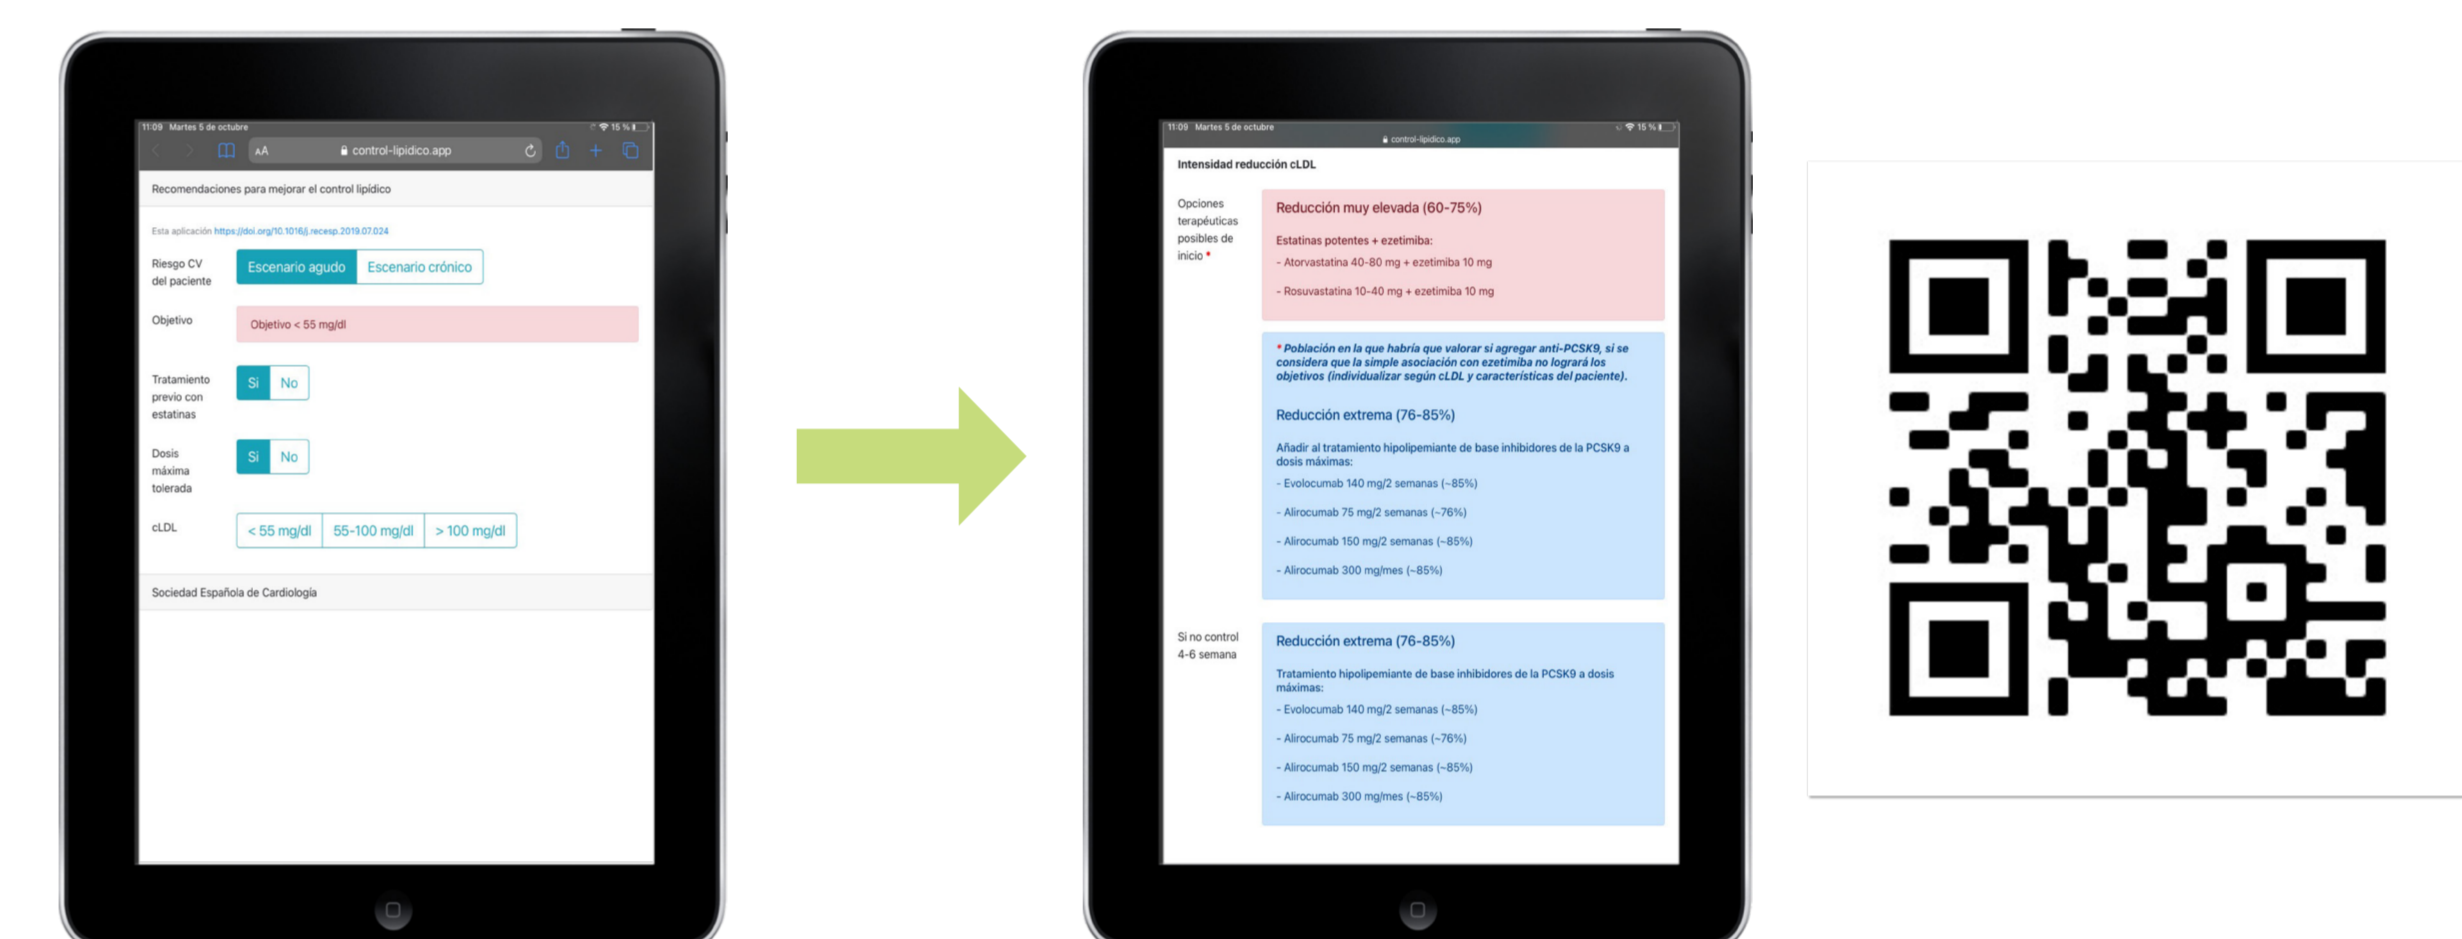 11:09 Martes 5 de octubre
15 %
AA
control-lipidico.app
Recomendaciones para mejorar el control lipídico
Esta aplicación https://doi.org/10.1016/j.recesp.2019.07.024
Riesgo CV
del paciente
Escenario agudo
Escenario crónico
Objetivo
Objetivo < 55 mg/dl
Tratamiento
previo con
estatinas
Si
No
Dosis
máxima
tolerada
Si
No
cLDL
< 55 mg/dl
55-100 mg/dl
> 100 mg/dl
Sociedad Española de Cardiología
11:09 Martes 5 de octubre
15 %
control-lipidico.app
Intensidad reducción cLDL
Opciones
terapéuticas
posibles de
inicio *
Reducción muy elevada (60-75%)
Estatinas potentes + ezetimiba:
- Atorvastatina 40-80 mg + ezetimiba 10 mg
- Rosuvastatina 10-40 mg + ezetimiba 10 mg
* Población en la que habría que valorar si agregar anti-PCSK9, si se
considera que la simple asociación con ezetimiba no logrará los
objetivos (individualizar según cLDL y características del paciente).
Reducción extrema (76-85%)
Añadir al tratamiento hipolipemiante de base inhibidores de la PCSK9 a
dosis máximas:
- Evolocumab 140 mg/2 semanas (~85%)
- Alirocumab 75 mg/2 semanas (~76%)
- Alirocumab 150 mg/2 semanas (~85%)
- Alirocumab 300 mg/mes (~85%)
Si no control
4-6 semana
Reducción extrema (76-85%)
Tratamiento hipolipemiante de base inhibidores de la PCSK9 a dosis
máximas:
- Evolocumab 140 mg/2 semanas (~85%)
- Alirocumab 75 mg/2 semanas (~76%)
- Alirocumab 150 mg/2 semanas (~85%)
- Alirocumab 300 mg/mes (~85%)